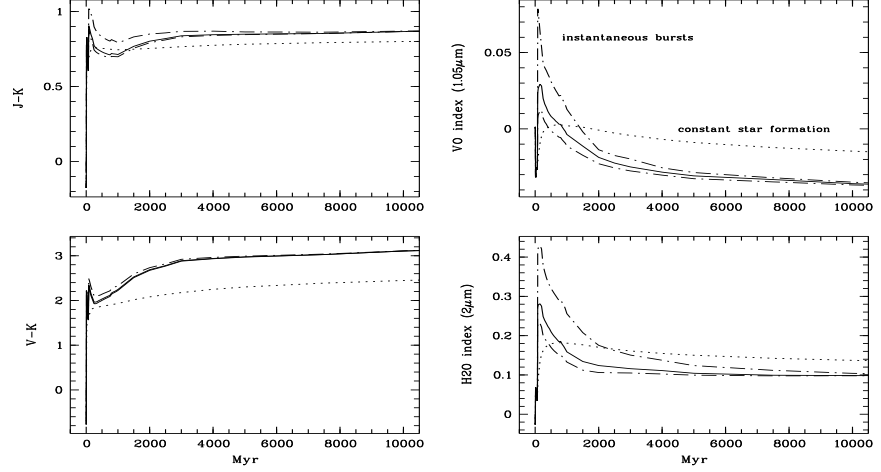 1
0.5
0
J-K
0 2000 4000 6000 8000 10000
0.05
0
VO index (1.05μm)
instantaneous bursts
constant star formation
0 2000 4000 6000 8000 10000
3
2
1
0
V-K
0 2000 4000 6000 8000 10000
Myr
0.4
0.3
0.2
0.1
0
H2O index (2μm)
0 2000 4000 6000 8000 10000
Myr